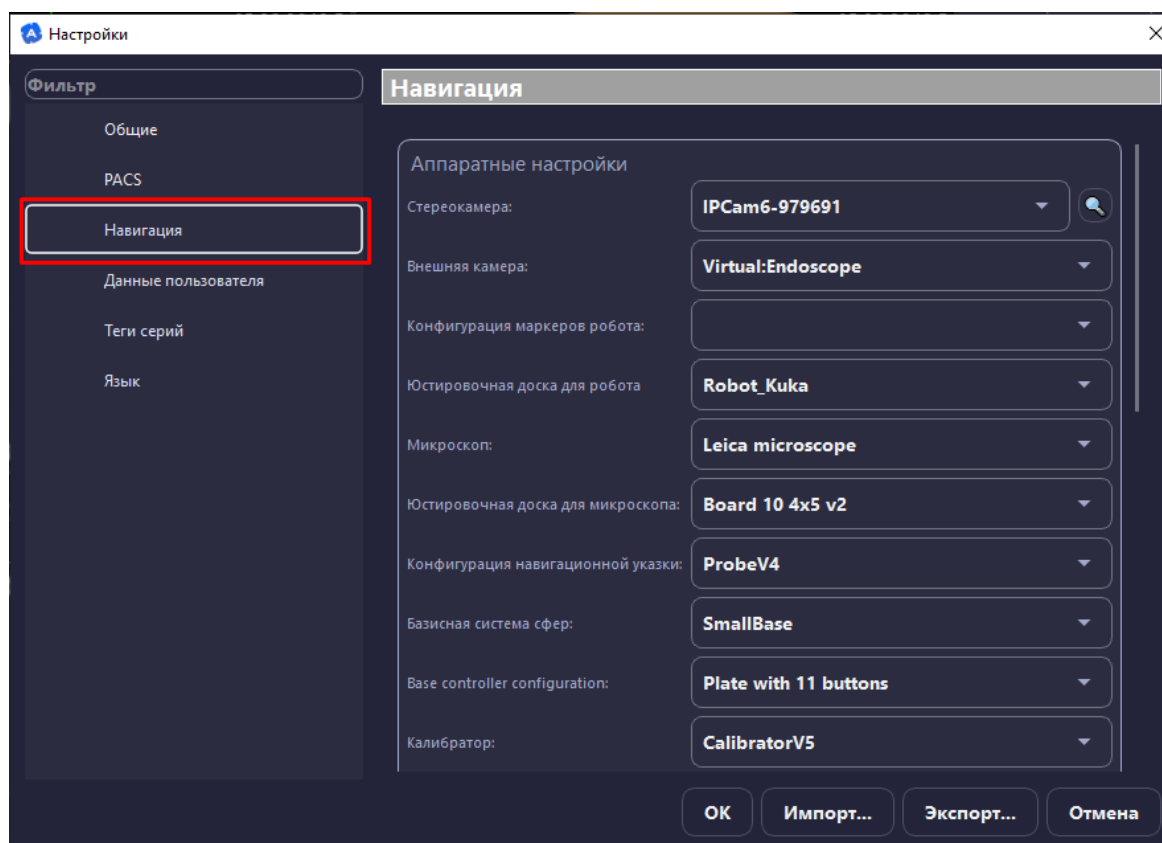 Настройки
Фильтр
Общие
PACS
Навигация
Данные пользователя
Теги серий
Язык
Навигация
Аппаратные настройки
Стереокамера: IPCam6-979691
Внешняя камера: Virtual:Endoscope
Конфигурация маркеров робота:
Юстировочная доска для робота Robot_Kuka
Микроскоп: Leica microscope
Юстировочная доска для микроскопа: Board 10 4x5 v2
Конфигурация навигационной указки: ProbeV4
Базисная система сфер: SmallBase
Base controller configuration: Plate with 11 buttons
Калибратор: CalibratorV5
ОК Импорт... Экспорт... Отмена